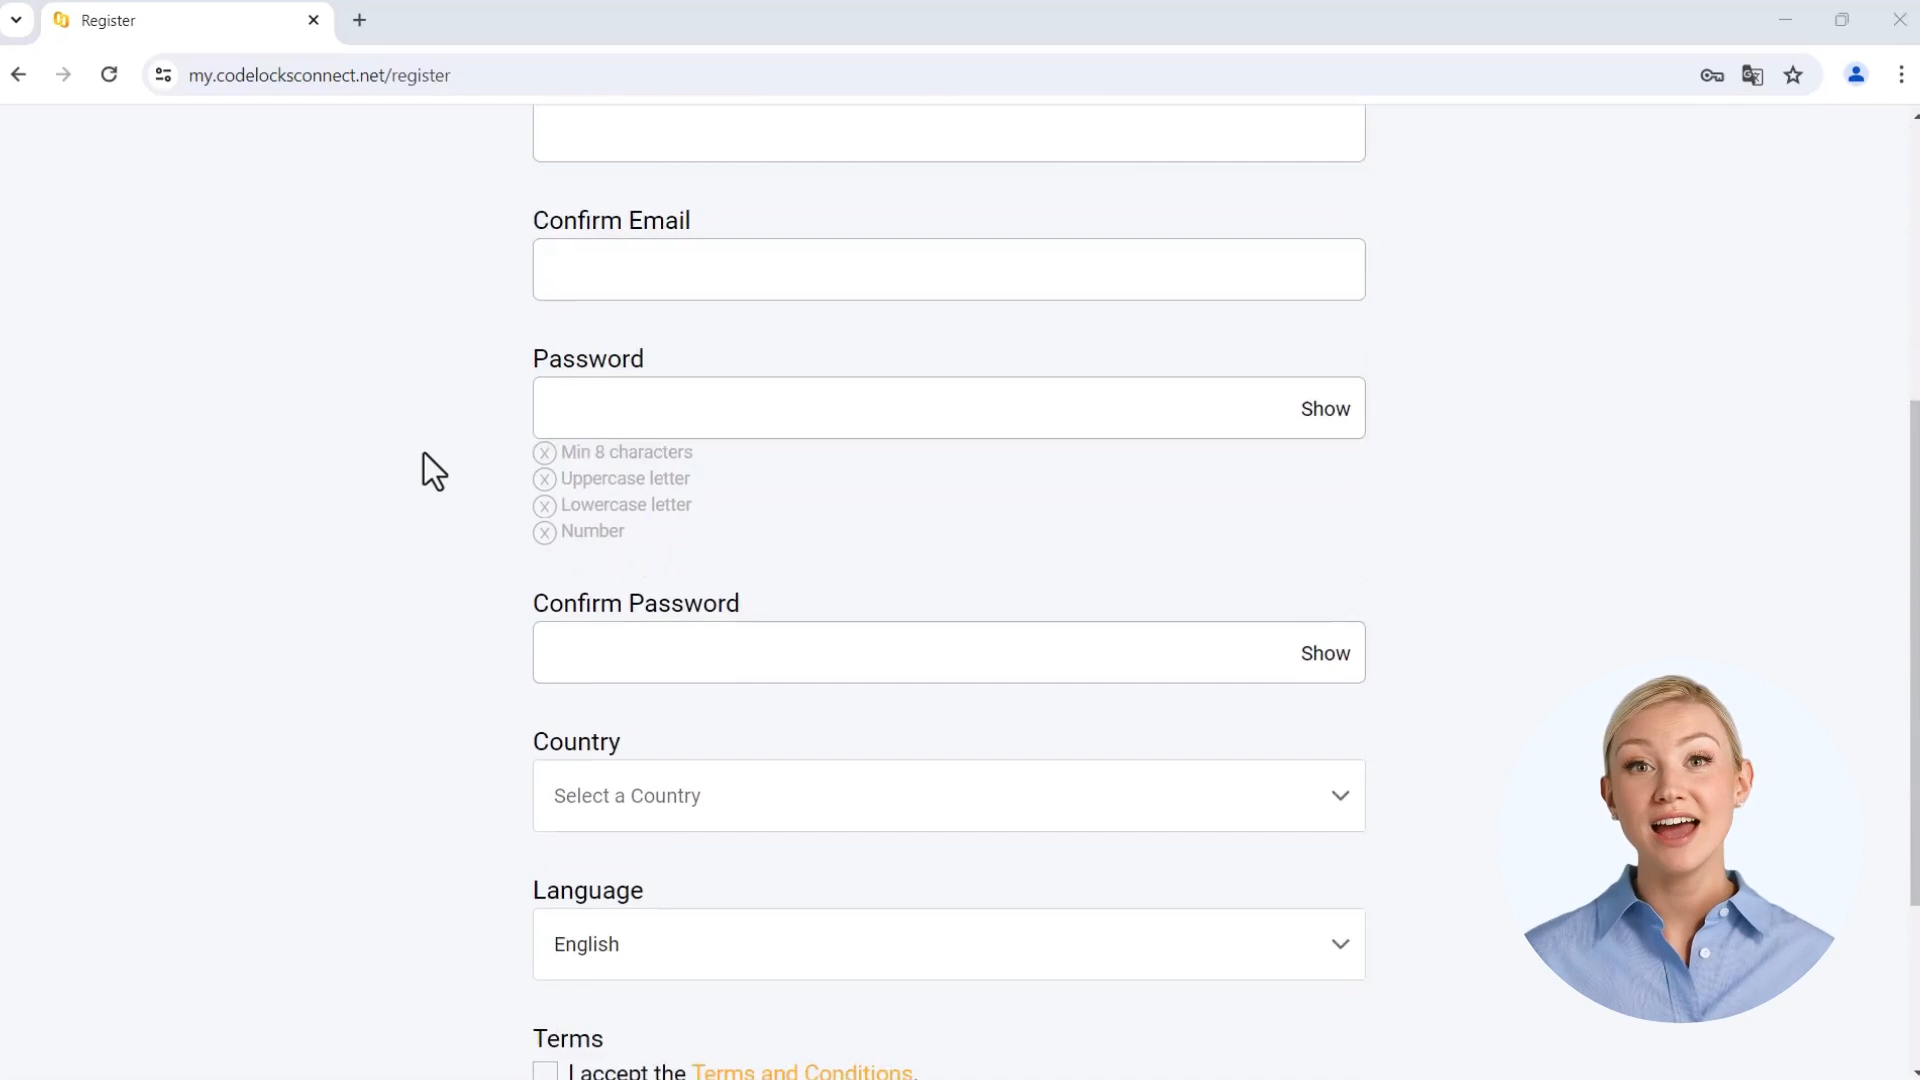 Register
my.codelocksconnect.net/register
Confirm Email
Password
Show
Min 8 characters
Uppercase letter
Lowercase letter
Number
Confirm Password
Show
Country
Select a Country
Language
English
Terms
I accept the Terms and Conditions.